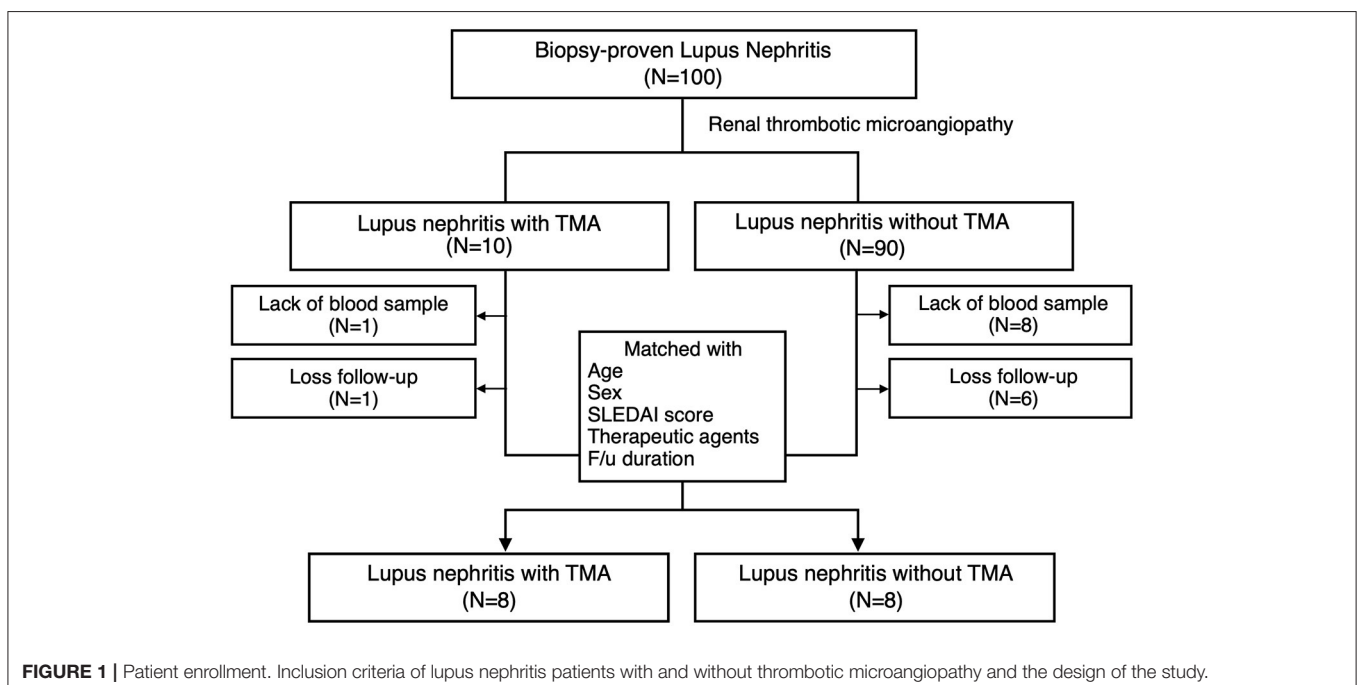 Biopsy-proven Lupus Nephritis
(N=100)
Renal thrombotic microangiopathy
Lupus nephritis with TMA
(N=10)
Lupus nephritis without TMA
(N=90)
Lack of blood sample
(N=1)
Lack of blood sample
(N=8)
Loss follow-up
(N=1)
Matched with
Age
Sex
SLEDAI score
Therapeutic agents
F/u duration
Loss follow-up
(N=6)
Lupus nephritis with TMA
(N=8)
Lupus nephritis without TMA
(N=8)
FIGURE 1 | Patient enrollment. Inclusion criteria of lupus nephritis patients with and without thrombotic microangiopathy and the design of the study.